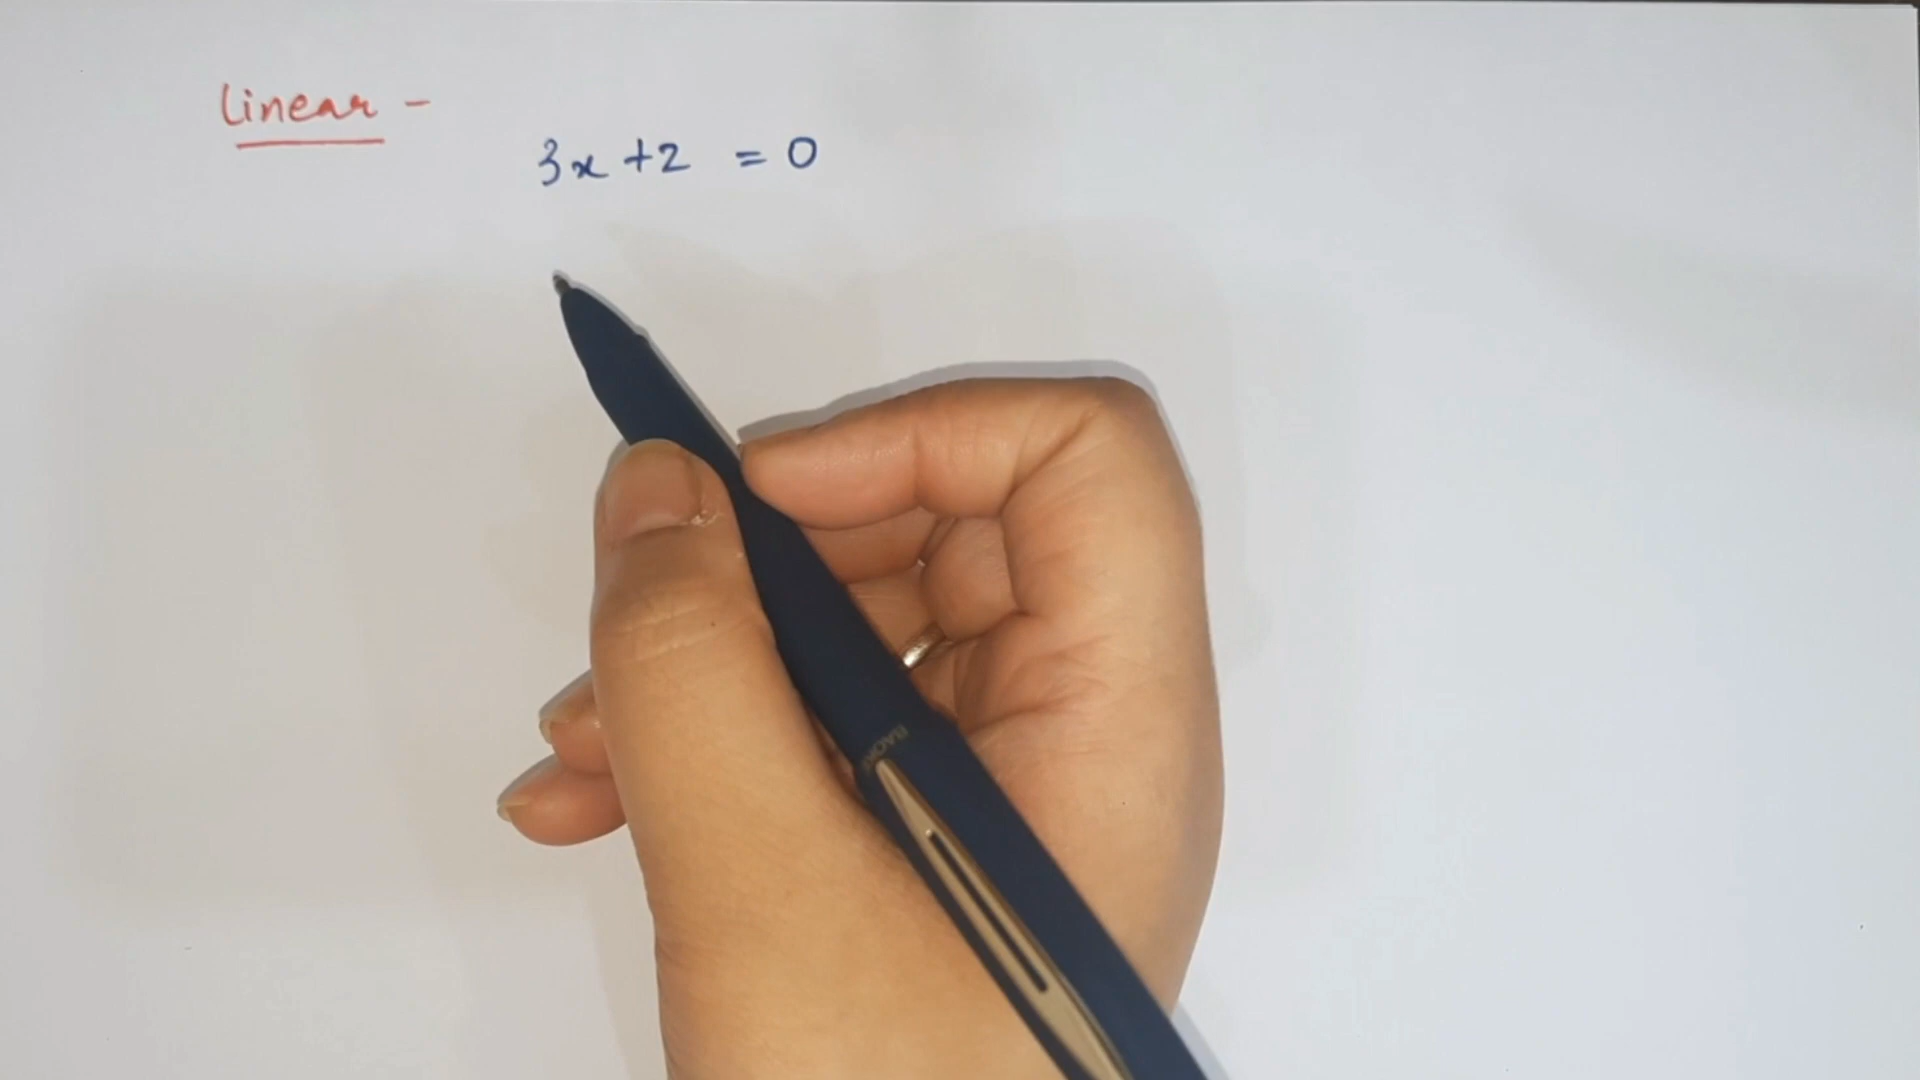 Linear -
3x + 2 = 0